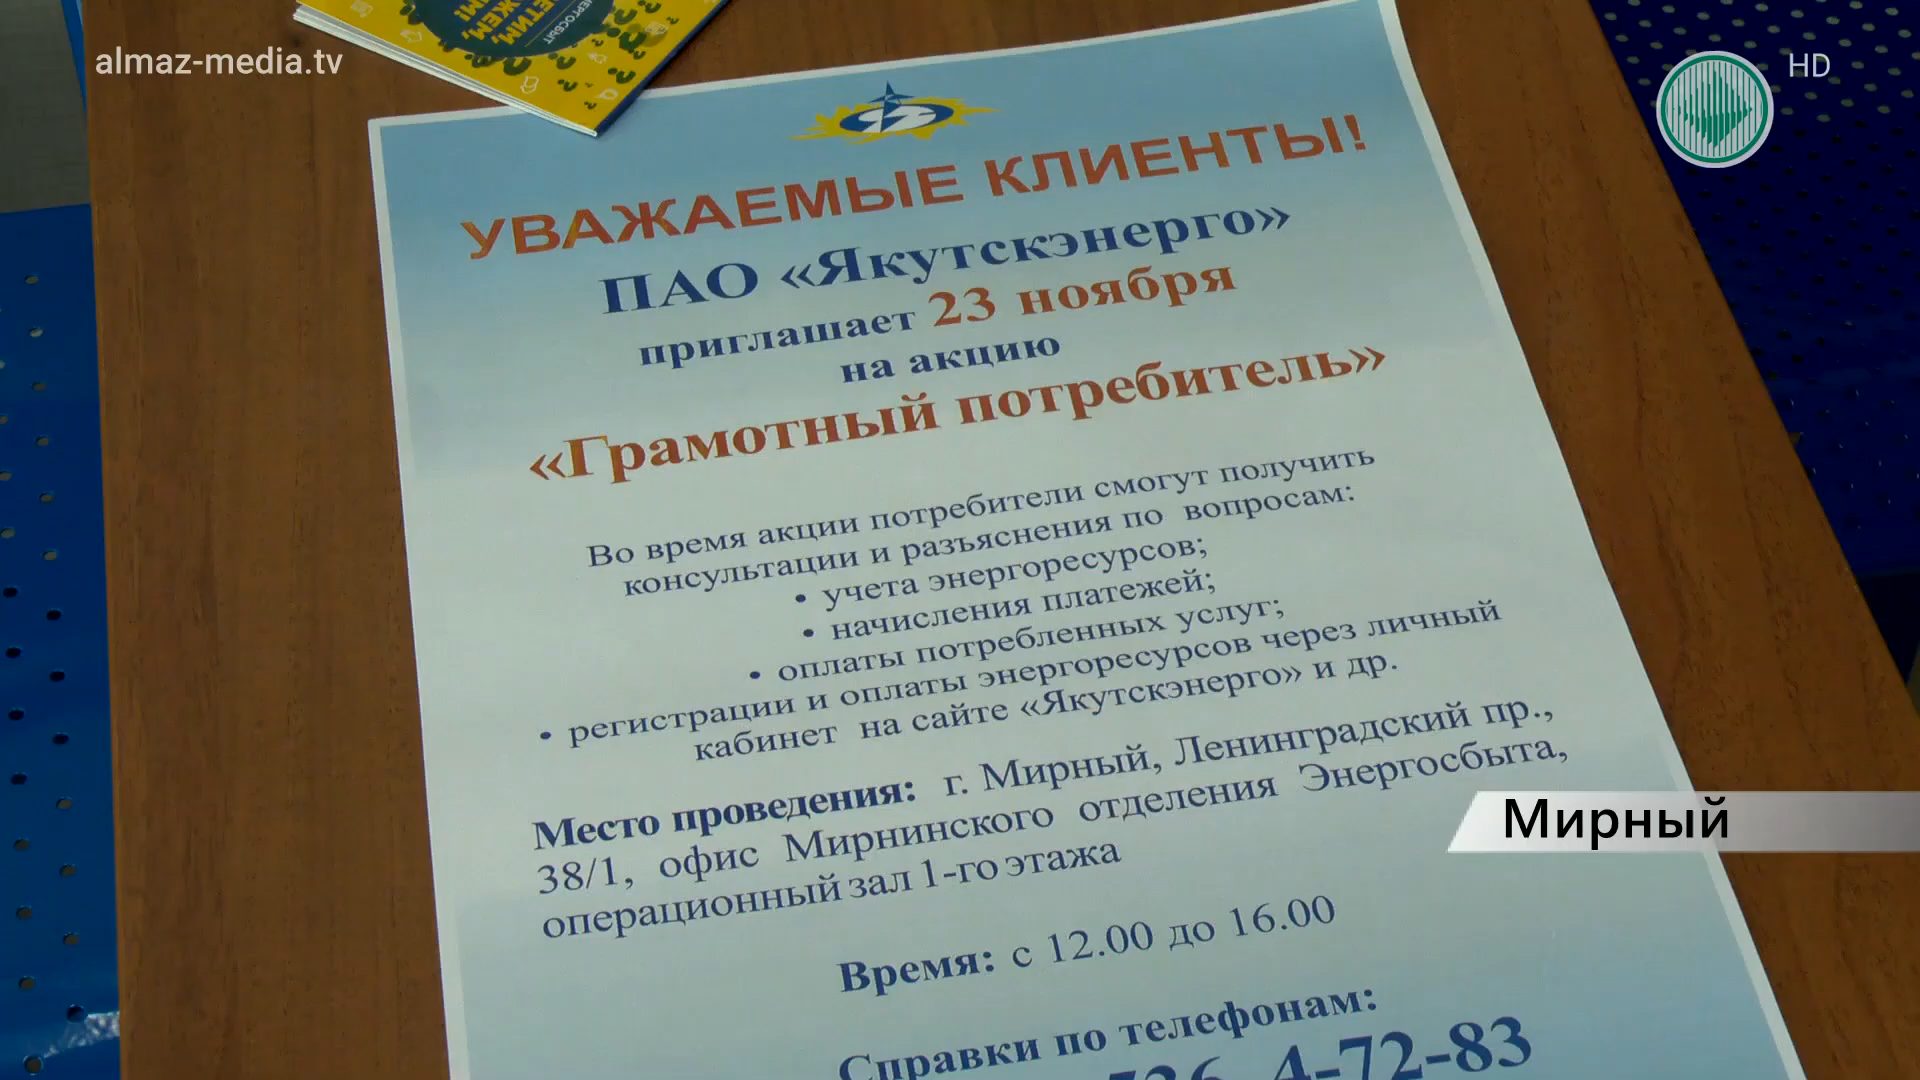 almaz-media.tv
HD
УВАЖАЕМЫЕ КЛИЕНТЫ!
ПАО «Якутскэнерго»
приглашает 23 ноября
на акцию
«Грамотный потребитель»
Во время акции потребители смогут получить
консультации и разъяснения по вопросам:
• учета энергоресурсов;
• начисления платежей;
• оплаты потребленных услуг;
• регистрации и оплаты энергоресурсов через личный
кабинет на сайте «Якутскэнерго» и др.
Место проведения: г. Мирный, Ленинградский пр.,
38/1, офис Мирнинского отделения Энергосбыта,
операционный зал 1-го этажа
Время: с 12.00 до 16.00
Справки по телефонам:
4-72-83
Мирный